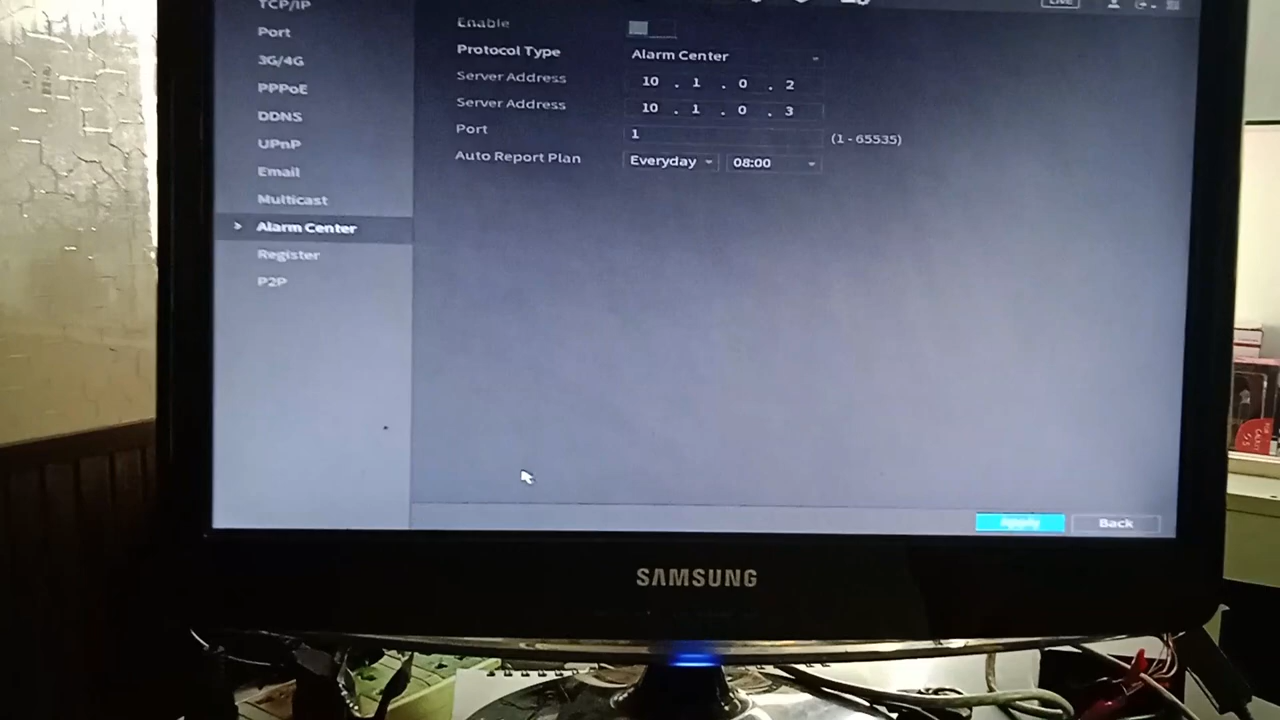 TCP/IP
Port
3G/4G
PPPoE
DDNS
UPnP
Email
Multicast
> Alarm Center
Register
P2P
LIVE
Enable
Protocol Type Alarm Center
Server Address 10 . 1 . 0 . 2
Server Address 10 . 1 . 0 . 3
Port 1 (1 - 65535)
Auto Report Plan Everyday 08:00
Apply Back
SAMSUNG